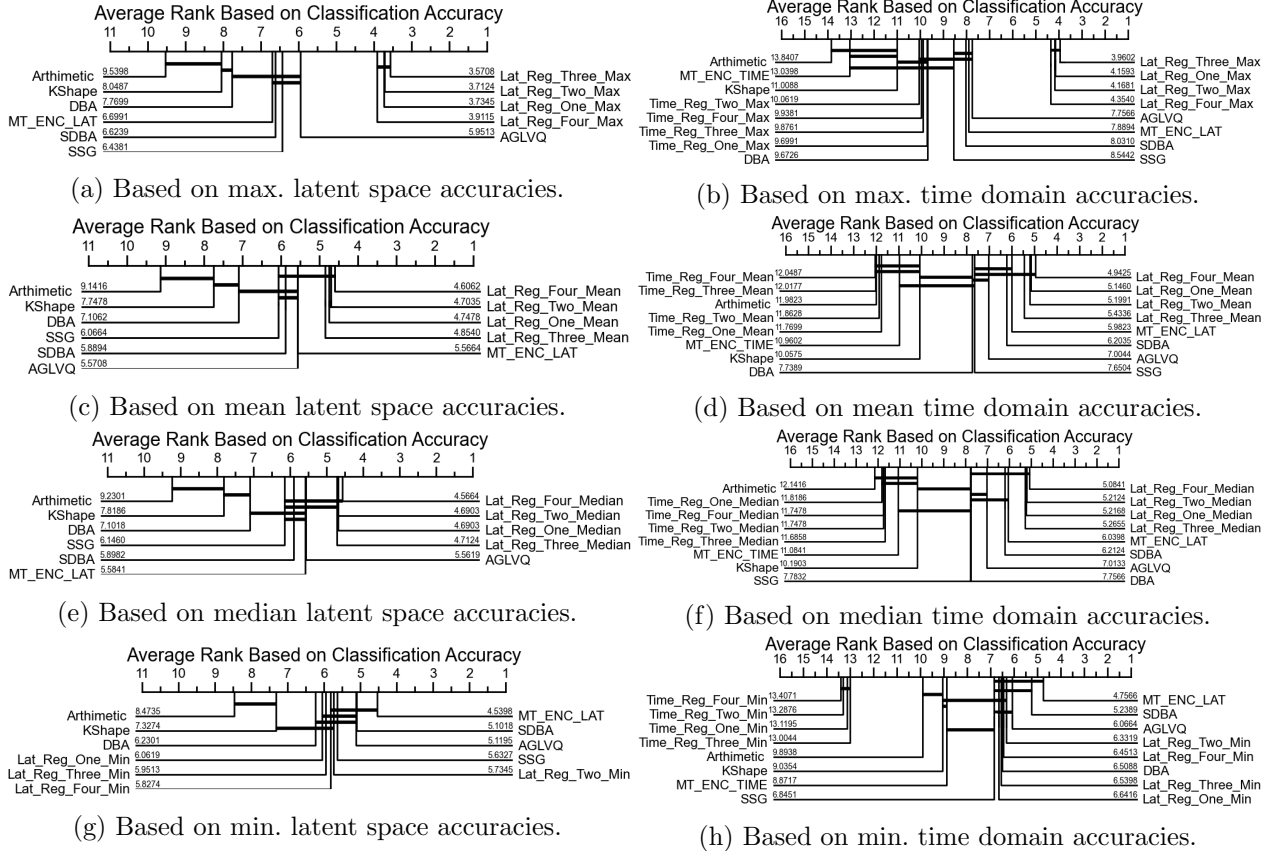 Average Rank Based on Classification Accuracy
11 10 9 8 7 6 5 4 3 2 1
Arthimetic 9.5398
KShape 8.0487
DBA 7.7699
MT_ENC_LAT 6.6991
SDBA 6.6239
SSG 6.4381
3.5708 Lat_Reg_Three_Max
3.7124 Lat_Reg_Two_Max
3.7345 Lat_Reg_One_Max
3.9115 Lat_Reg_Four_Max
5.9513 AGLVQ
(a) Based on max. latent space accuracies.
Average Rank Based on Classification Accuracy
16 14 13 12 11 10 9 8 7 6 5 4 3 2 1
Arthimetic 13.8407
MT_ENC_TIME 13.0398
KShape 11.0088
Time_Reg_Two_Max 10.0619
Time_Reg_Four_Max 9.9381
Time_Reg_Three_Max 9.8761
Time_Reg_One_Max 9.6991
DBA 9.6726
3.9602 Lat_Reg_Three_Max
4.1593 Lat_Reg_One_Max
4.1681 Lat_Reg_Two_Max
4.3540 Lat_Reg_Four_Max
7.7566 AGLVQ
7.8894 MT_ENC_LAT
8.0310 SDBA
8.5442 SSG
(b) Based on max. time domain accuracies.
Average Rank Based on Classification Accuracy
11 10 9 8 7 6 5 4 3 2 1
Arthimetic 9.1416
KShape 7.7478
DBA 7.1062
SSG 6.0664
SDBA 5.8894
AGLVQ 5.5708
4.6062 Lat_Reg_Four_Mean
4.7035 Lat_Reg_Two_Mean
4.7478 Lat_Reg_One_Mean
4.8540 Lat_Reg_Three_Mean
5.5664 MT_ENC_LAT
(c) Based on mean latent space accuracies.
Average Rank Based on Classification Accuracy
16 15 14 13 12 11 10 9 8 7 6 5 4 3 2 1
Time_Reg_Four_Mean 12.0487
Time_Reg_Three_Mean 12.0177
Arthimetic 11.9823
Time_Reg_Two_Mean 11.8628
Time_Reg_One_Mean 11.7699
MT_ENC_TIME 10.9602
KShape 10.0575
DBA 7.7389
4.9425 Lat_Reg_Four_Mean
5.1460 Lat_Reg_One_Mean
5.1991 Lat_Reg_Two_Mean
5.4336 Lat_Reg_Three_Mean
5.9823 MT_ENC_LAT
6.2035 SDBA
7.0044 AGLVQ
7.6504 SSG
(d) Based on mean time domain accuracies.
Average Rank Based on Classification Accuracy
11 10 9 8 7 6 5 4 3 2 1
Arthimetic 9.2301
KShape 7.8186
DBA 7.1018
SSG 6.1460
SDBA 5.8982
MT_ENC_LAT 5.5841
4.5664 Lat_Reg_Four_Median
4.6903 Lat_Reg_Two_Median
4.6903 Lat_Reg_One_Median
4.7124 Lat_Reg_Three_Median
5.5619 AGLVQ
(e) Based on median latent space accuracies.
Average Rank Based on Classification Accuracy
16 15 14 13 12 11 10 9 8 7 6 5 4 3 2 1
Arthimetic 12.1416
Time_Reg_One_Median 11.8186
Time_Reg_Four_Median 11.7478
Time_Reg_Two_Median 11.7478
Time_Reg_Three_Median 11.6858
MT_ENC_TIME 11.0841
KShape 10.1903
SSG 7.7832
5.0841 Lat_Reg_Four_Median
5.2124 Lat_Reg_Two_Median
5.2168 Lat_Reg_One_Median
5.2655 Lat_Reg_Three_Median
6.0398 MT_ENC_LAT
6.2124 SDBA
7.0133 AGLVQ
7.7566 DBA
(f) Based on median time domain accuracies.
Average Rank Based on Classification Accuracy
11 10 9 8 7 6 5 4 3 2 1
Arthimetic 8.4735
KShape 7.3274
DBA 6.2301
Lat_Reg_One_Min 6.0619
Lat_Reg_Three_Min 5.9513
Lat_Reg_Four_Min 5.8274
4.5398 MT_ENC_LAT
5.1018 SDBA
5.1195 AGLVQ
5.6327 SSG
5.7345 Lat_Reg_Two_Min
(g) Based on min. latent space accuracies.
Average Rank Based on Classification Accuracy
16 15 14 13 12 11 10 9 8 7 6 5 4 3 2 1
Time_Reg_Four_Min 13.4071
Time_Reg_Two_Min 13.2876
Time_Reg_One_Min 13.1195
Time_Reg_Three_Min 13.0044
Arthimetic 9.8938
KShape 9.0354
MT_ENC_TIME 8.8717
SSG 6.8451
4.7566 MT_ENC_LAT
5.2389 SDBA
6.0664 AGLVQ
6.3319 Lat_Reg_Two_Min
6.4513 Lat_Reg_Four_Min
6.5088 DBA
6.5398 Lat_Reg_Three_Min
6.6416 Lat_Reg_One_Min
(h) Based on min. time domain accuracies.